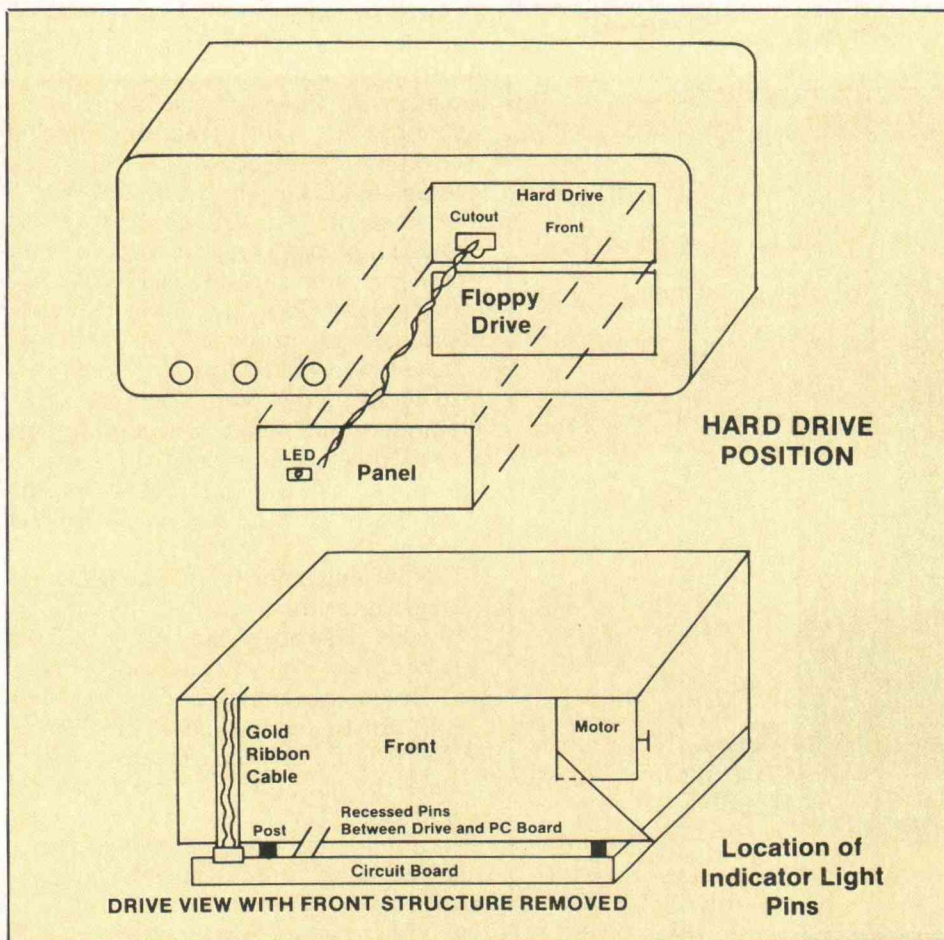 Hard Drive
Cutout
Front
Floppy
Drive
HARD DRIVE
POSITION
LED
Panel
Gold
Ribbon
Cable
Front
Motor
Recessed Pins
Between Drive and PC Board
Post
Circuit Board
Location of
Indicator Light
Pins
DRIVE VIEW WITH FRONT STRUCTURE REMOVED